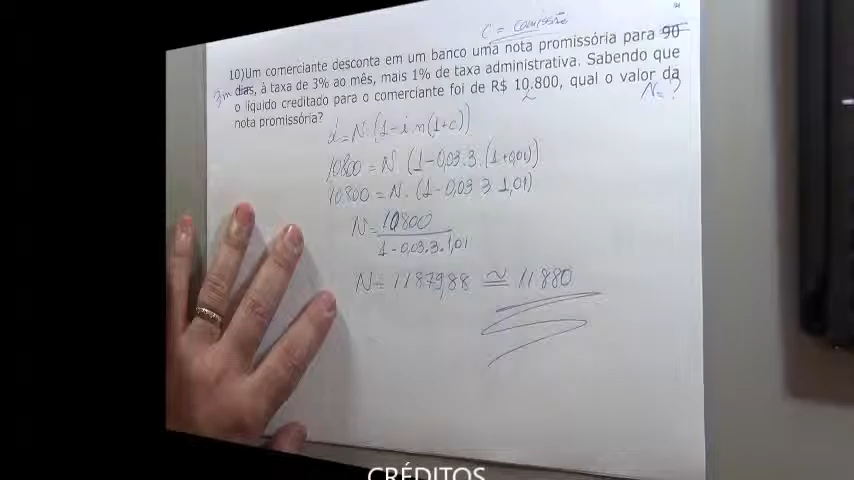 C = comissão
10)Um comerciante desconta em um banco uma nota promissória para 90
3m dias, à taxa de 3% ao mês, mais 1% de taxa administrativa. Sabendo que
o líquido creditado para o comerciante foi de R$ 10.800, qual o valor da
N=?
nota promissória?
L=N.(1-i.n(1+c))
10800 = N. (1-0,03.3.(1+0,01))
10800 = N. (1-0,03 3 1,01)
N=10800
1-0,03.3.1,01
N= 11879,88 ≅ 11880
CRÉDITOS